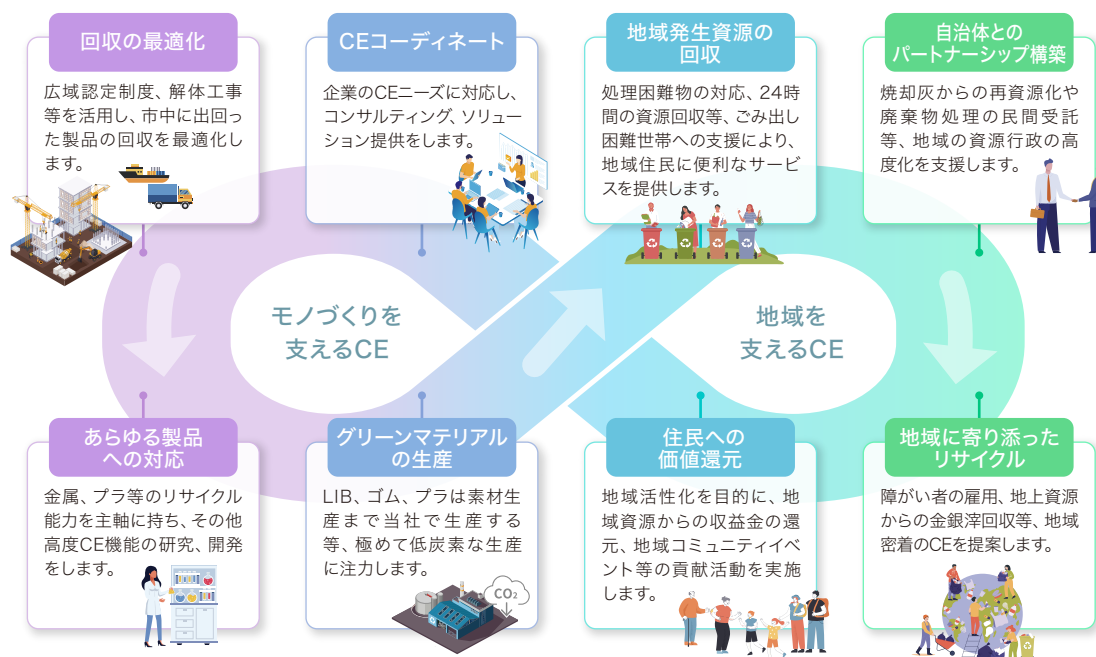 回収の最適化
広域認定制度、解体工事
等を活用し、市中に出回っ
た製品の回収を最適化し
ます。
CEコーディネート
企業のCEニーズに対応し、
コンサルティング、ソリュー
ション提供をします。
地域発生資源の
回収
処理困難物の対応、24時
間の資源回収等、ごみ出し
困難世帯への支援により、
地域住民に便利なサービ
スを提供します。
自治体との
パートナーシップ構築
焼却灰からの再資源化や
廃棄物処理の民間受託
等、地域の資源行政の高
度化を支援します。
モノづくりを
支えるCE
地域を
支えるCE
あらゆる製品
への対応
金属、プラ等のリサイクル
能力を主軸に持ち、その他
高度CE機能の研究、開発
をします。
グリーンマテリアル
の生産
LIB、ゴム、プラは素材生
産まで当社で生産する
等、極めて低炭素な生産
に注力します。
CO₂
住民への
価値還元
地域活性化を目的に、地
域資源からの収益金の還
元、地域コミュニティイベ
ント等の貢献活動を実施
します。
地域に寄り添った
リサイクル
障がい者の雇用、地上資源
からの金銀滓回収等、地域
密着のCEを提案します。